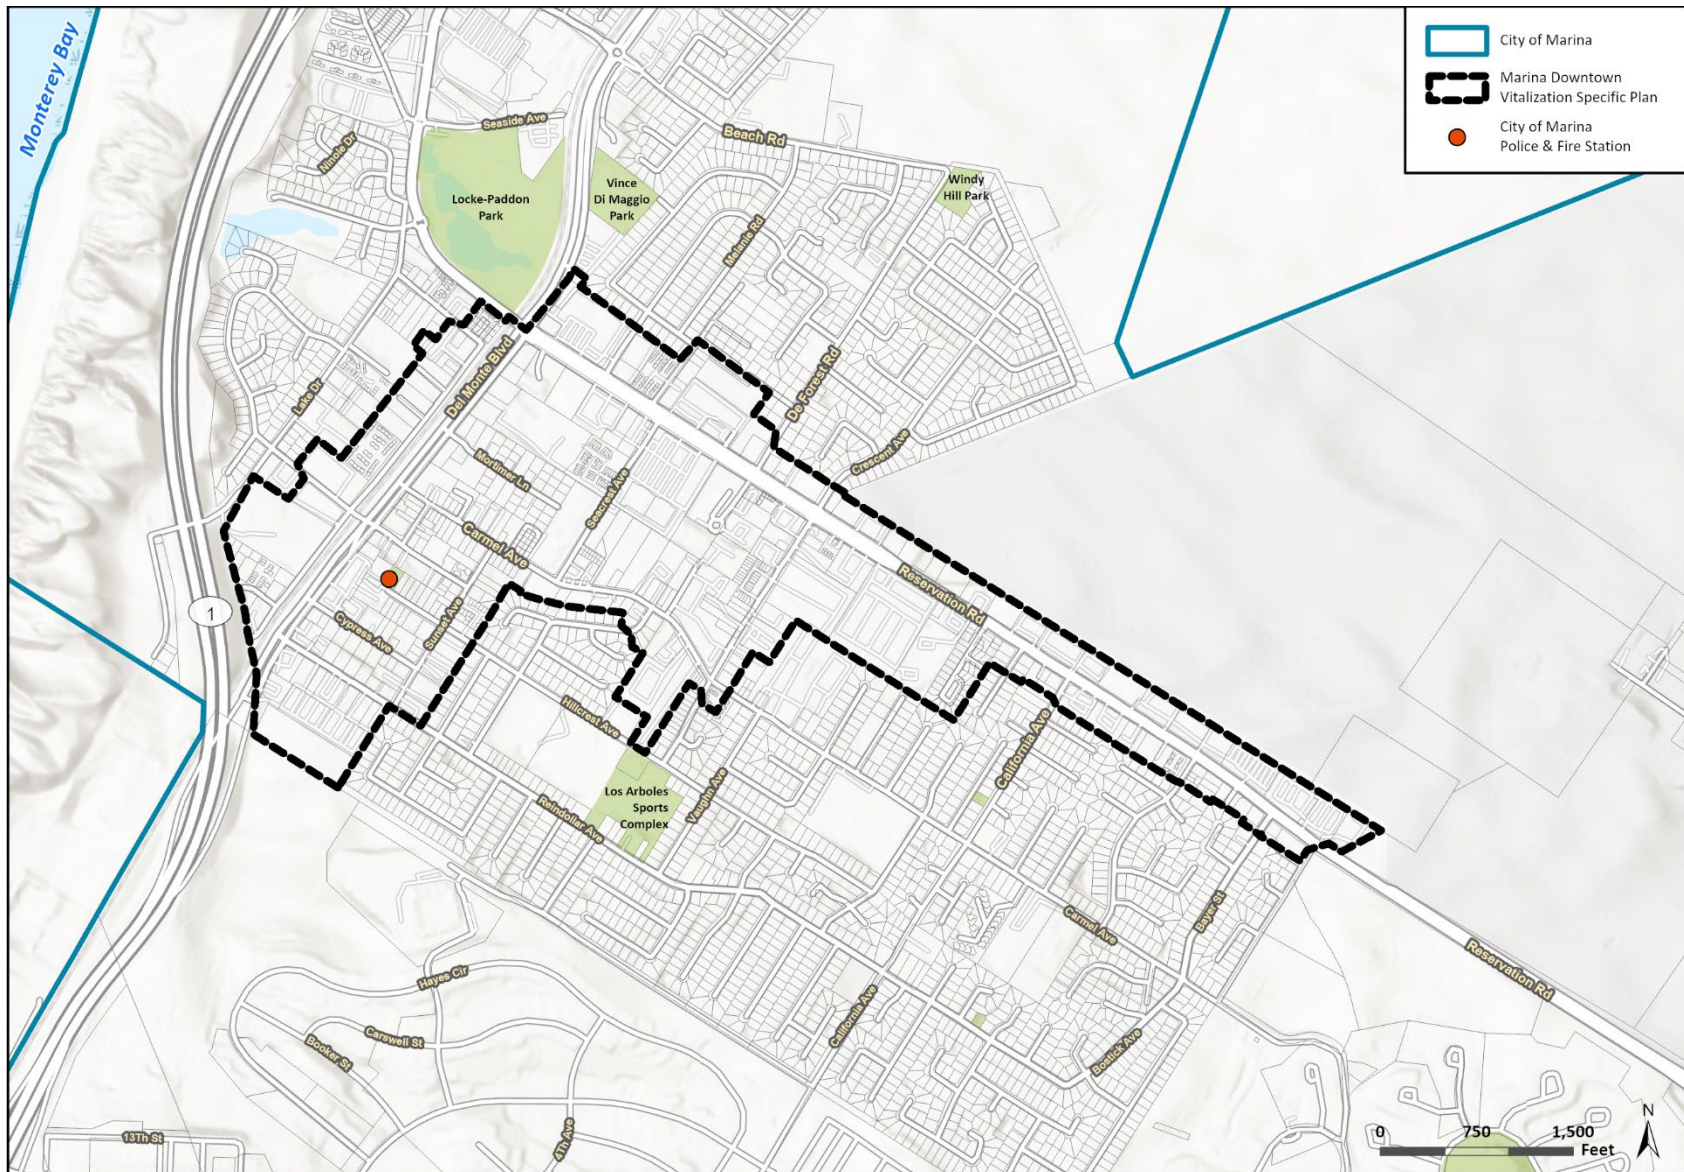 City of Marina
Marina Downtown
Vitalization Specific Plan
City of Marina
Police & Fire Station
Monterey Bay
Seaside Ave
Beach Rd
Ninole Dr
Locke-Paddon
Park
Vince
Di Maggio
Park
Windy
Hill Park
Melanie Rd
Lake Dr
Del Monte Blvd
De Forest Rd
Crescent Ave
Mortimer Ln
Seacrest Ave
Carmel Ave
Reservation Rd
1
Cypress Ave
Sunset Ave
Hillcrest Ave
California Ave
Los Arboles
Sports
Complex
Vaughn Ave
Reindollar Ave
Carmel Ave
Bayer St
Reservation Rd
Hayes Cir
Carswell St
Booker St
California Ave
Bostick Ave
13Th St
4Th Ave
N
0 750 1,500
Feet